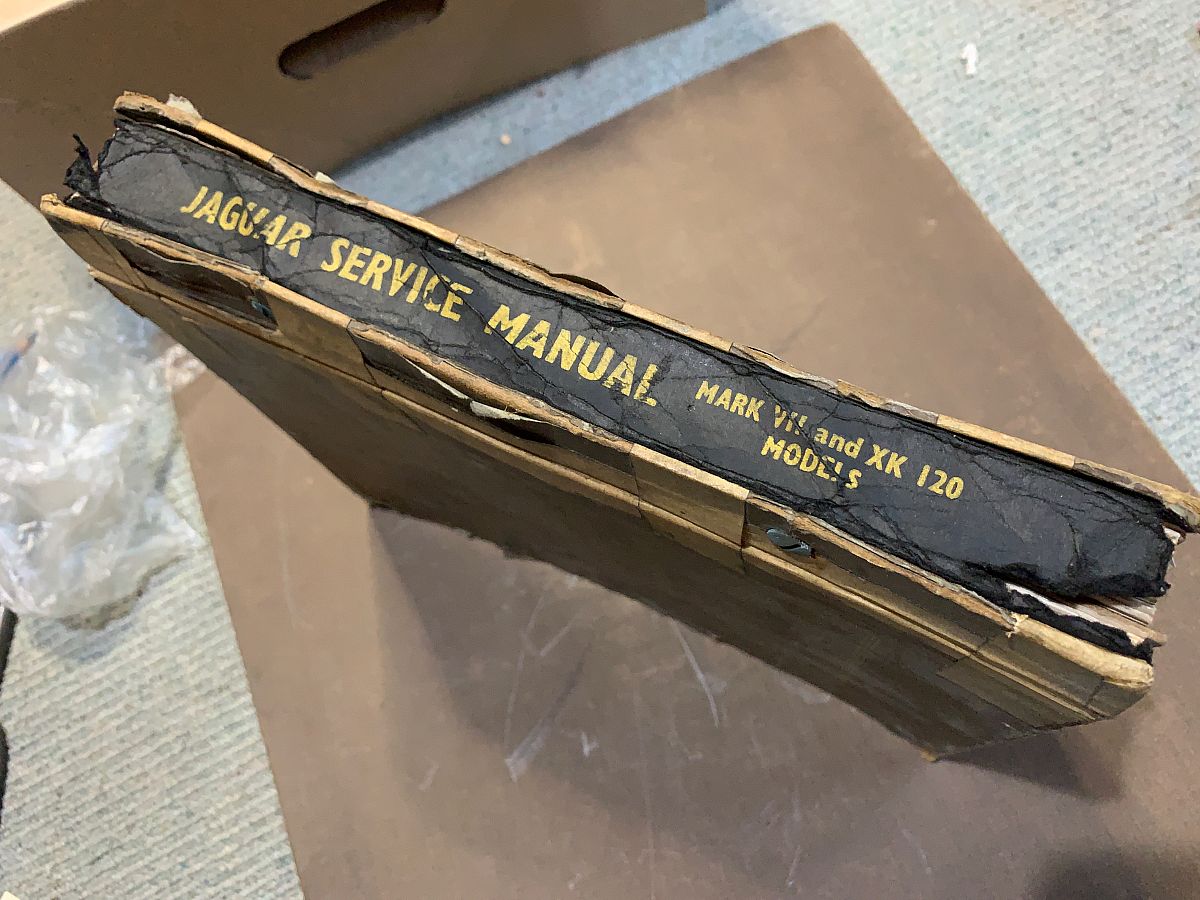 JAGUAR SERVICE MANUAL
MARK VII and XK 120
MODELS